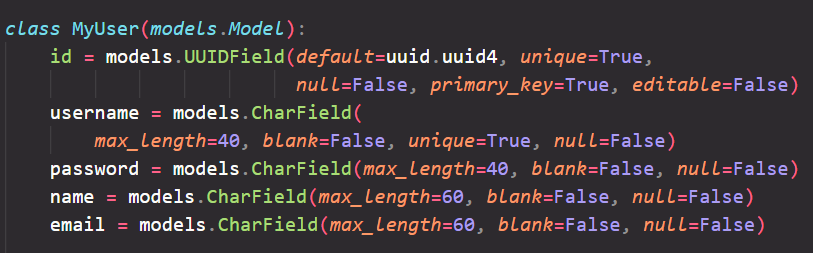 class MyUser(models.Model):
id = models.UUIDField(default=uuid.uuid4, unique=True,
null=False, primary_key=True, editable=False)
username = models.CharField(
max_length=40, blank=False, unique=True, null=False)
password = models.CharField(max_length=40, blank=False, null=False)
name = models.CharField(max_length=60, blank=False, null=False)
email = models.CharField(max_length=60, blank=False, null=False)